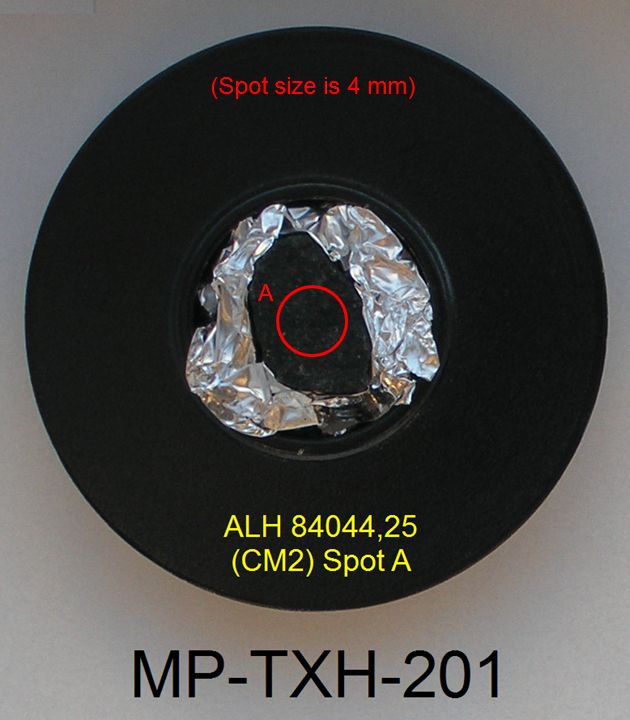 (Spot size is 4 mm)
A
ALH 84044,25
(CM2) Spot A
MP-TXH-201